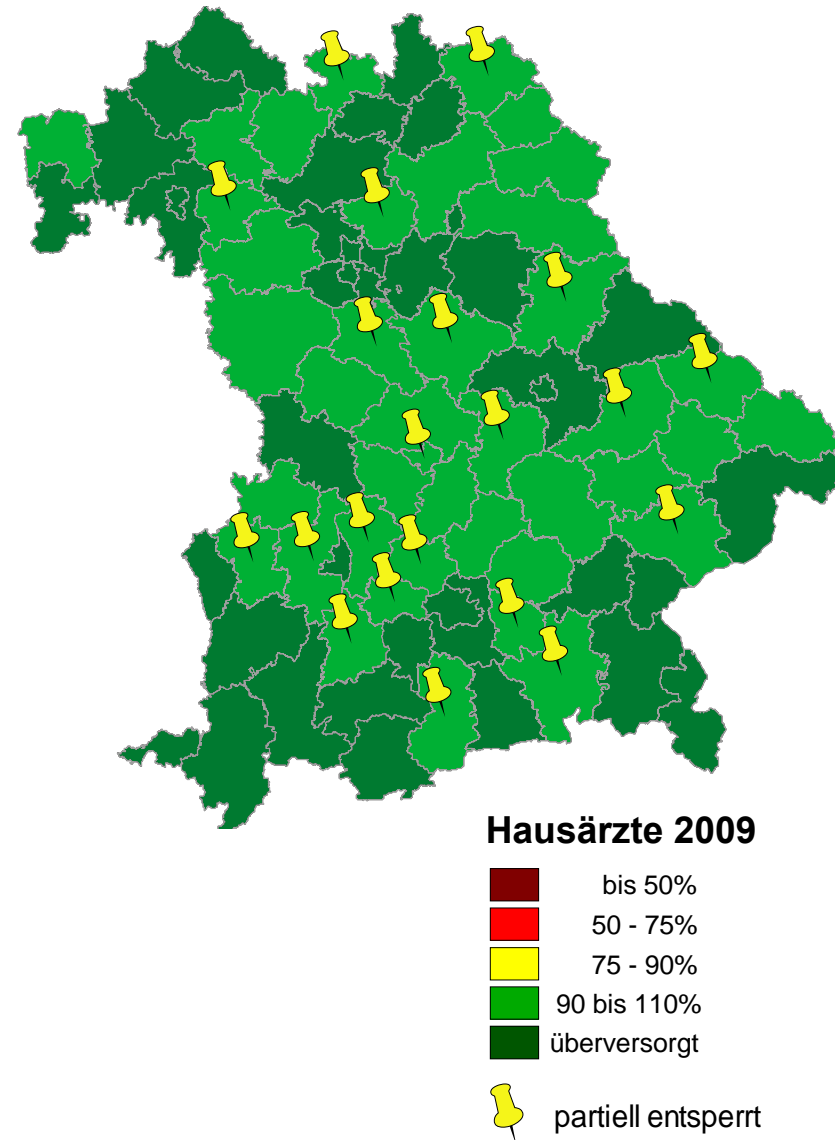 Hausärzte 2009
bis 50%
50 - 75%
75 - 90%
90 bis 110%
überversorgt
partiell entsperrt